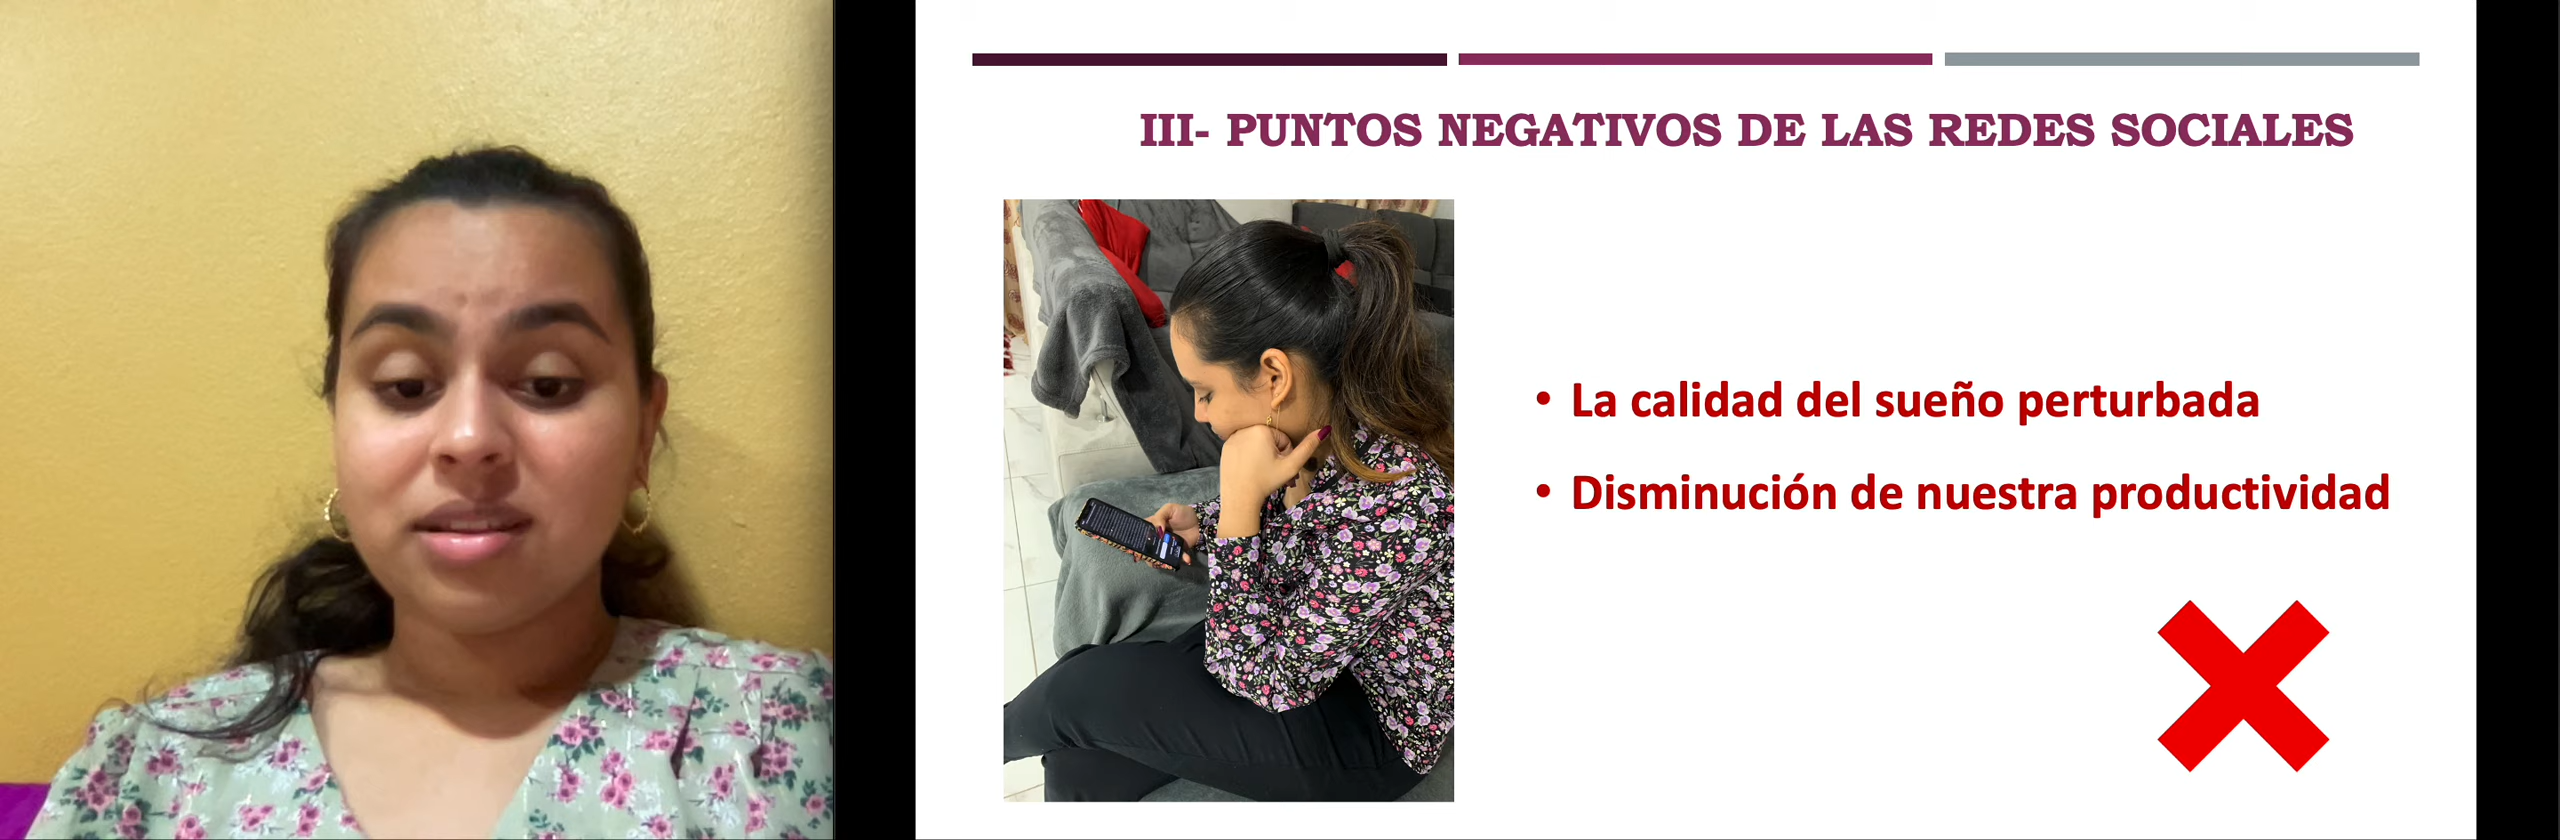 III- PUNTOS NEGATIVOS DE LAS REDES SOCIALES
• La calidad del sueño perturbada
• Disminución de nuestra productividad